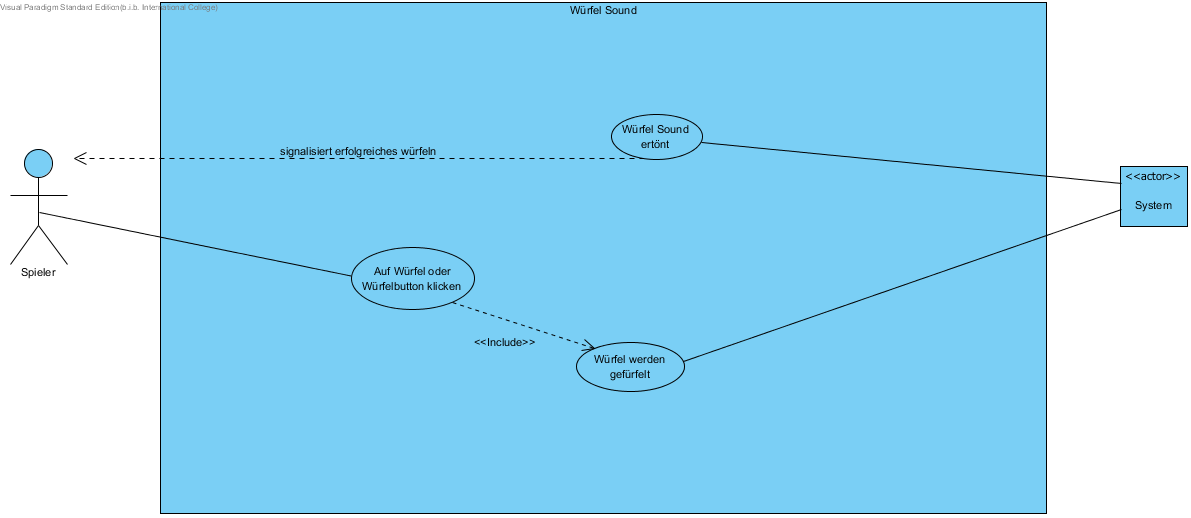 Visual Paradigm Standard Edition(b.i.b. International College)
Würfel Sound
Würfel Sound
ertönt
signalisiert erfolgreiches würfeln
<<actor>>
System
Spieler
Auf Würfel oder
Würfelbutton klicken
<<Include>>
Würfel werden
gefürfelt